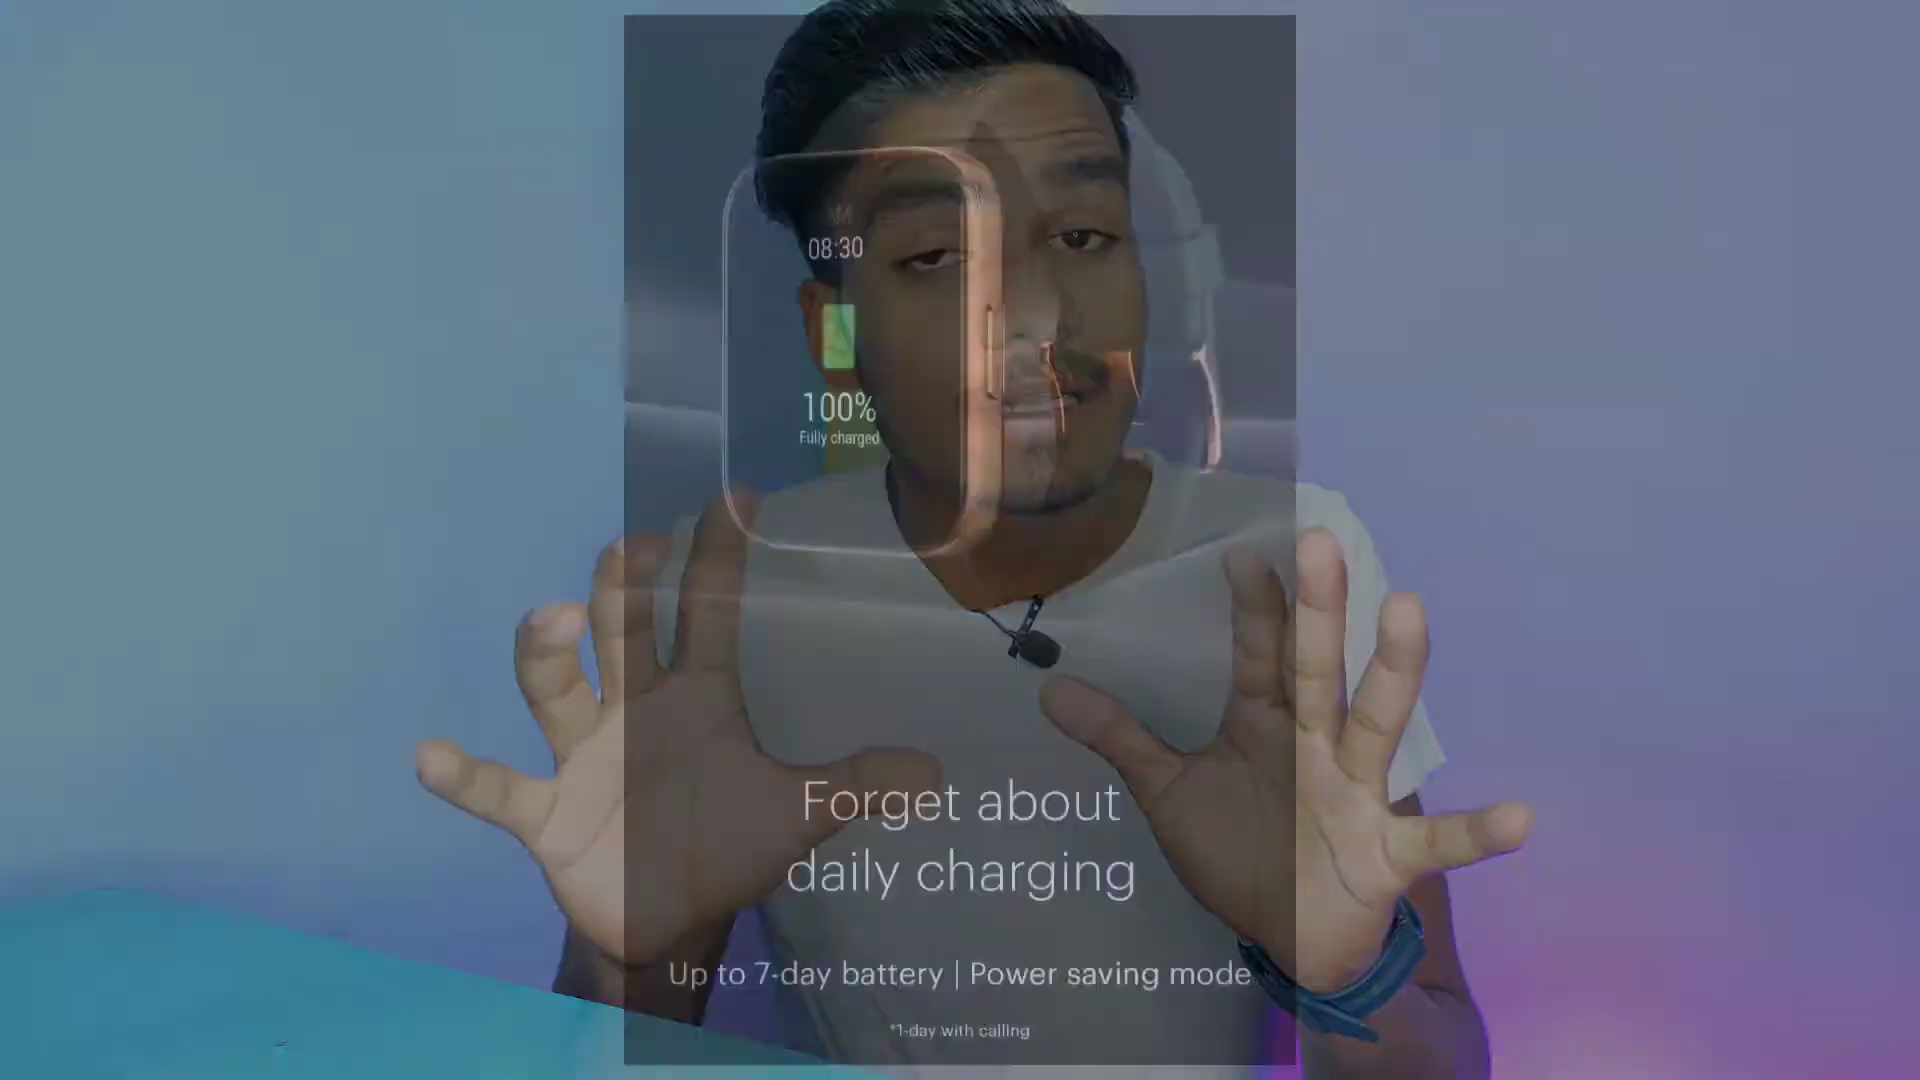 08:30
100%
Fully charged
Forget about
daily charging
Up to 7-day battery | Power saving mode
*1-day with calling